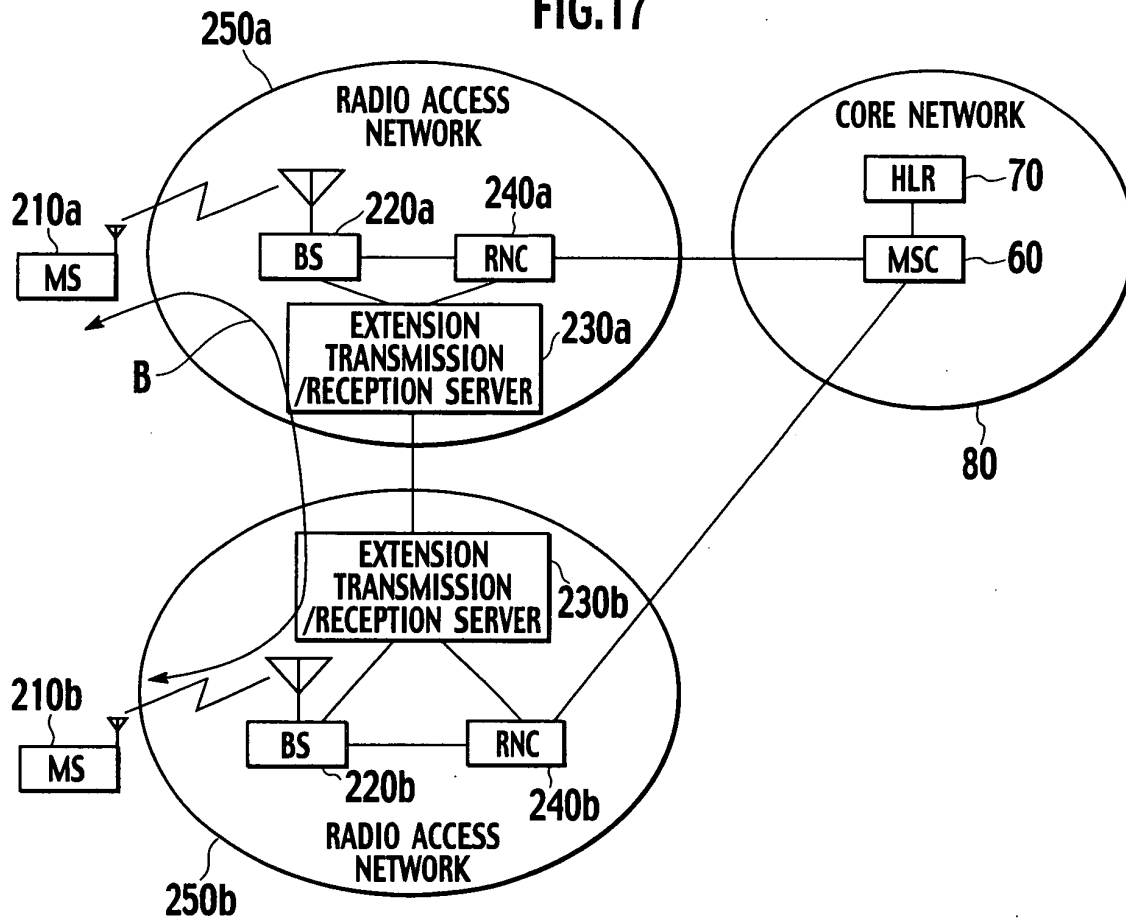 FIG.17
250a
RADIO ACCESS
NETWORK
CORE NETWORK
HLR
70
210a
220a
240a
MS
BS
RNC
MSC
60
EXTENSION
TRANSMISSION
/RECEPTION SERVER
230a
B
80
EXTENSION
TRANSMISSION
/RECEPTION SERVER
230b
210b
MS
BS
RNC
220b
240b
RADIO ACCESS
NETWORK
250b